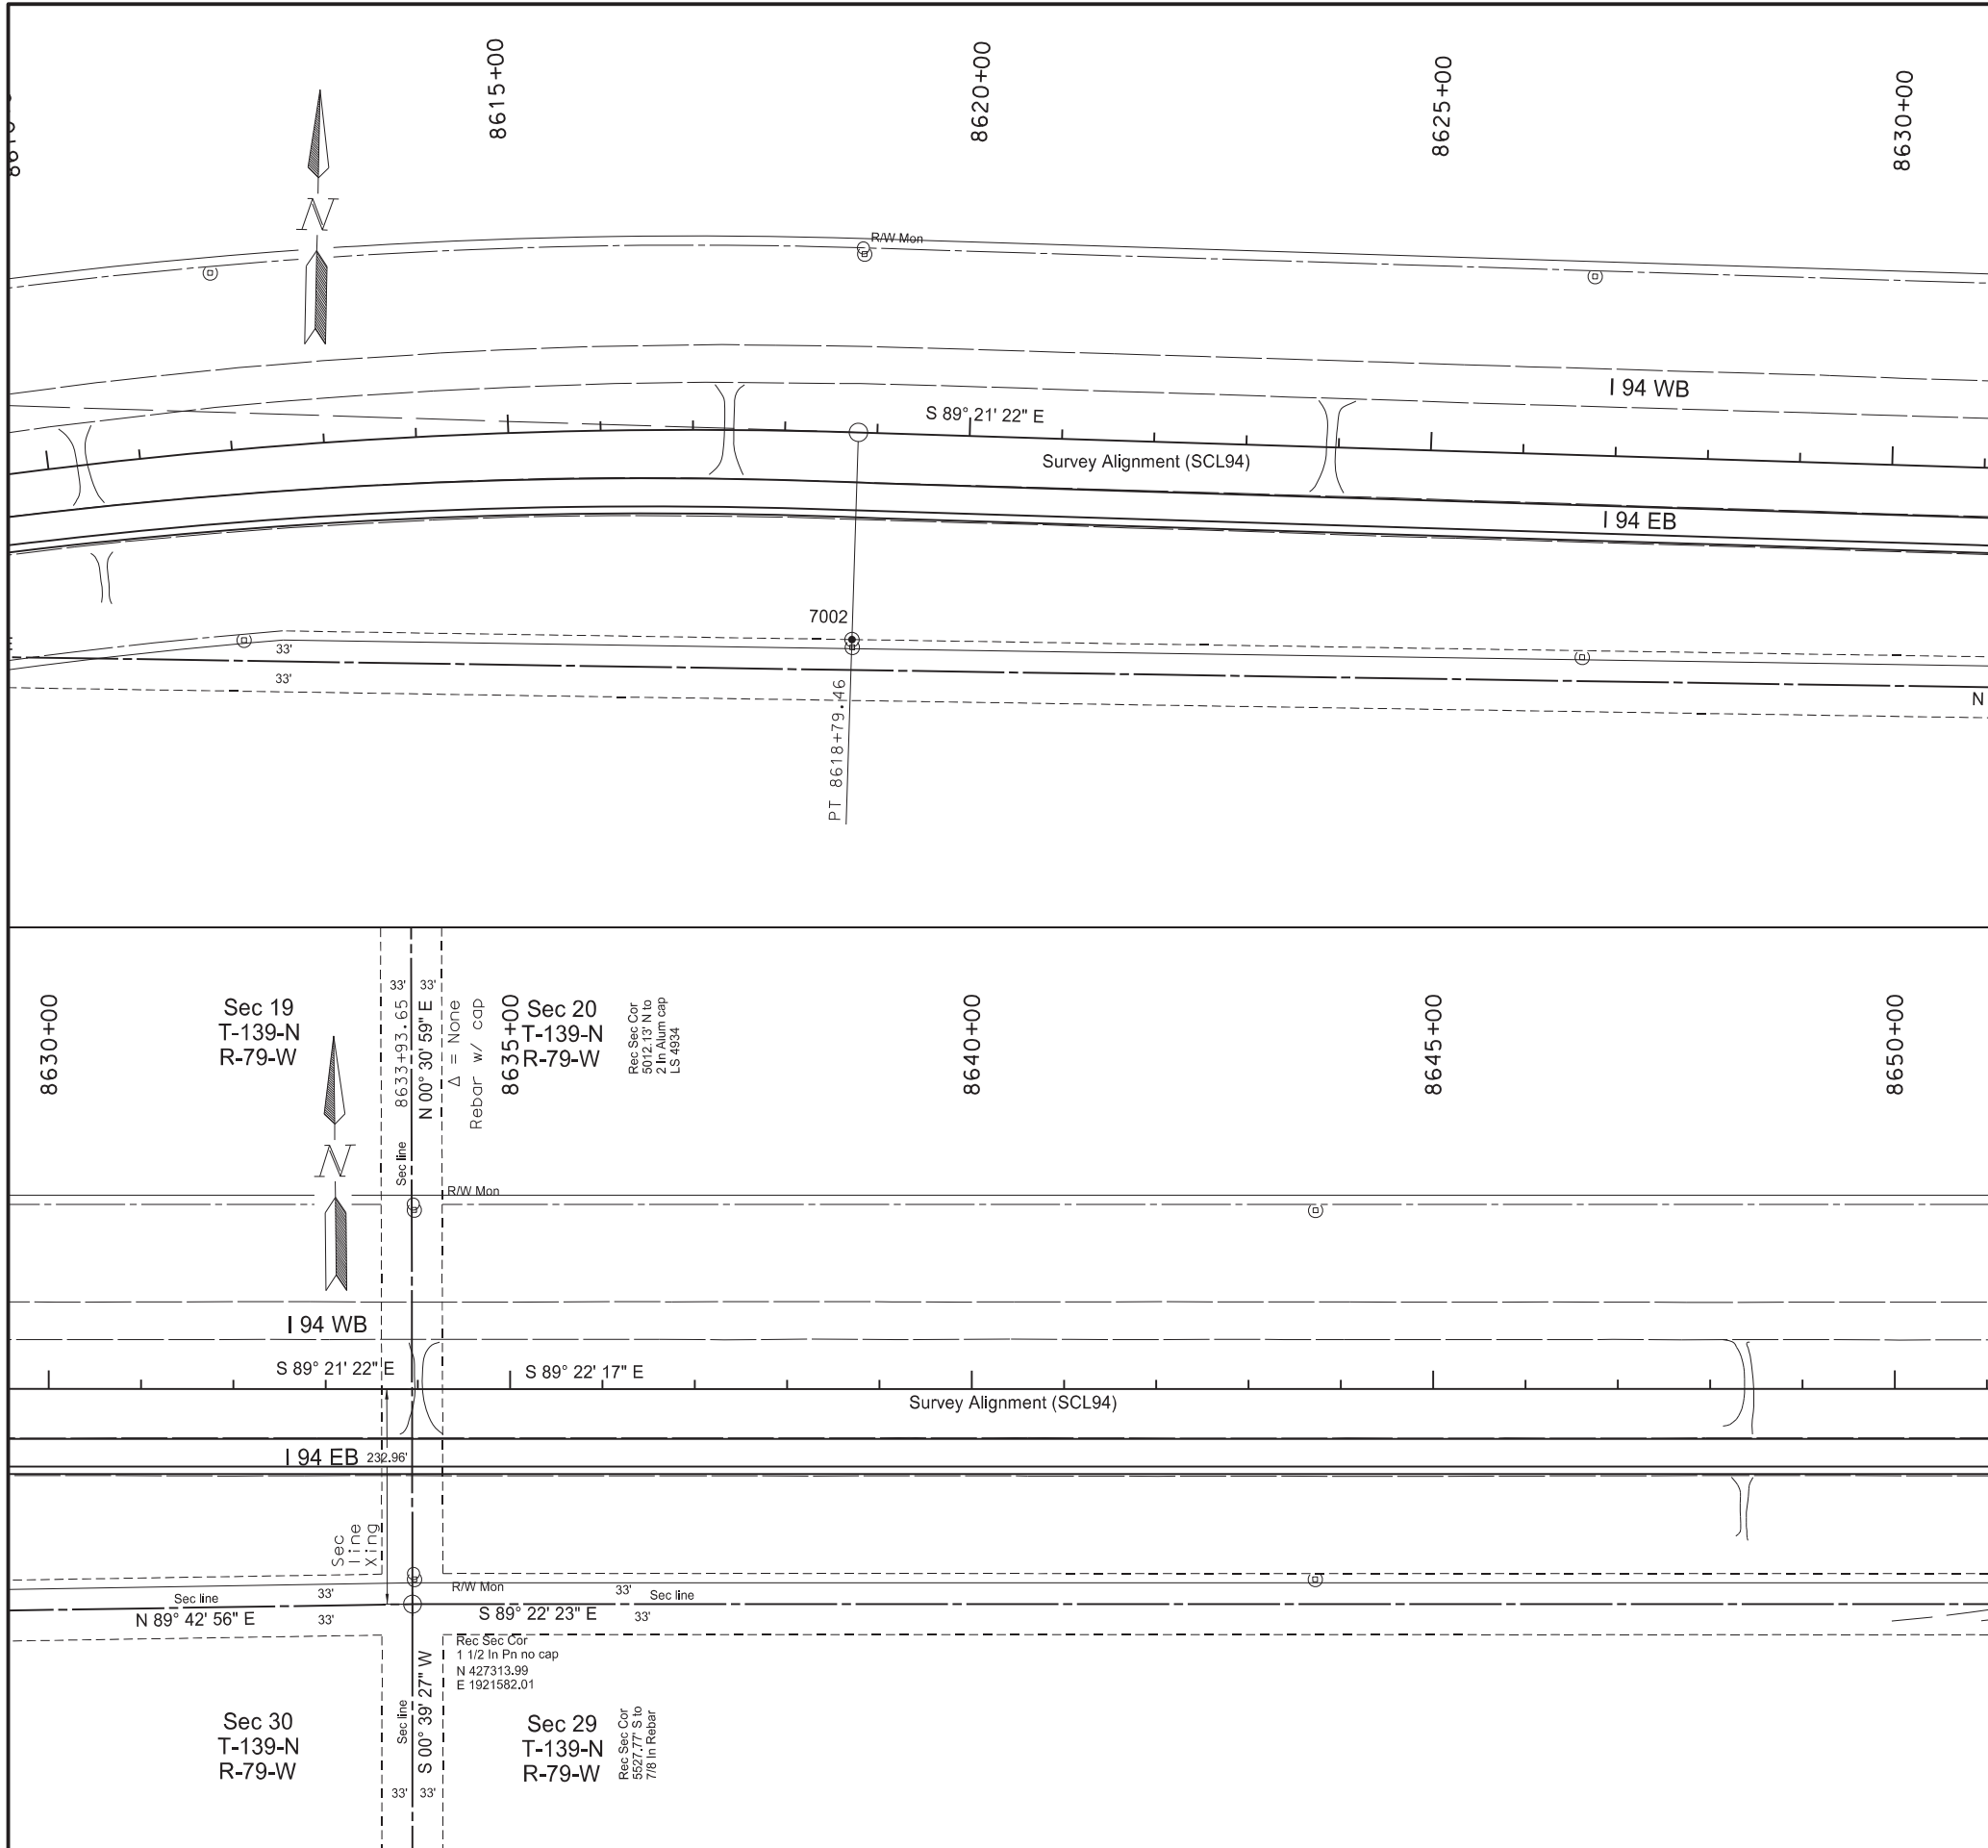 8615+00
8620+00
8625+00
8630+00
N
R/W Mon
I 94 WB
S 89° 21' 22" E
Survey Alignment (SCL94)
I 94 EB
7002
33'
33'
N
PT 8618+79.46
8630+00
Sec 19
T-139-N
R-79-W
33' 33'
8633+93.65
N 00° 30' 59" E
Δ = None
Rebar w/ cap
8635+00
Sec 20
T-139-N
R-79-W
Rec Sec Cor
5012.13' N to
2 In Alum cap
LS 4934
8640+00
8645+00
8650+00
N
Sec line
R/W Mon
I 94 WB
S 89° 21' 22" E
S 89° 22' 17" E
Survey Alignment (SCL94)
I 94 EB
232.96'
Sec
line
Xing
R/W Mon
Sec line
33'
33'
Sec line
N 89° 42' 56" E
33'
S 89° 22' 23" E
33'
Rec Sec Cor
1 1/2 In Pn no cap
N 427313.99
E 1921582.01
Sec line
S 00° 39' 27" W
Sec 30
T-139-N
R-79-W
Sec 29
T-139-N
R-79-W
Rec Sec Cor
5527.77' S to
7/8 In Rebar
33' 33'